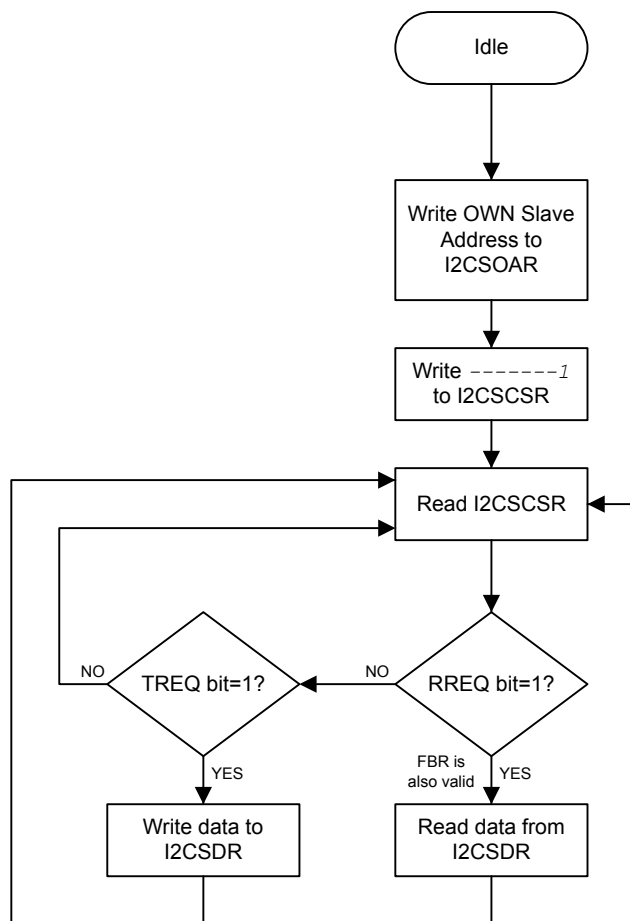 Idle
Write OWN Slave
Address to
I2CSOAR
Write -------1
to I2CSCSR
Read I2CSCSR
NO
TREQ bit=1?
NO
RREQ bit=1?
YES
FBR is
also valid
YES
Write data to
I2CSDR
Read data from
I2CSDR